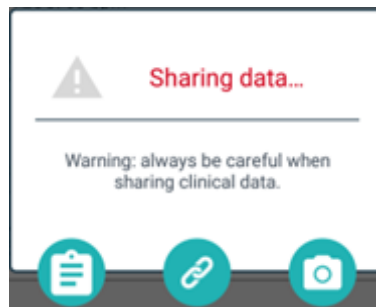 Sharing data...
Warning: always be careful when
sharing clinical data.